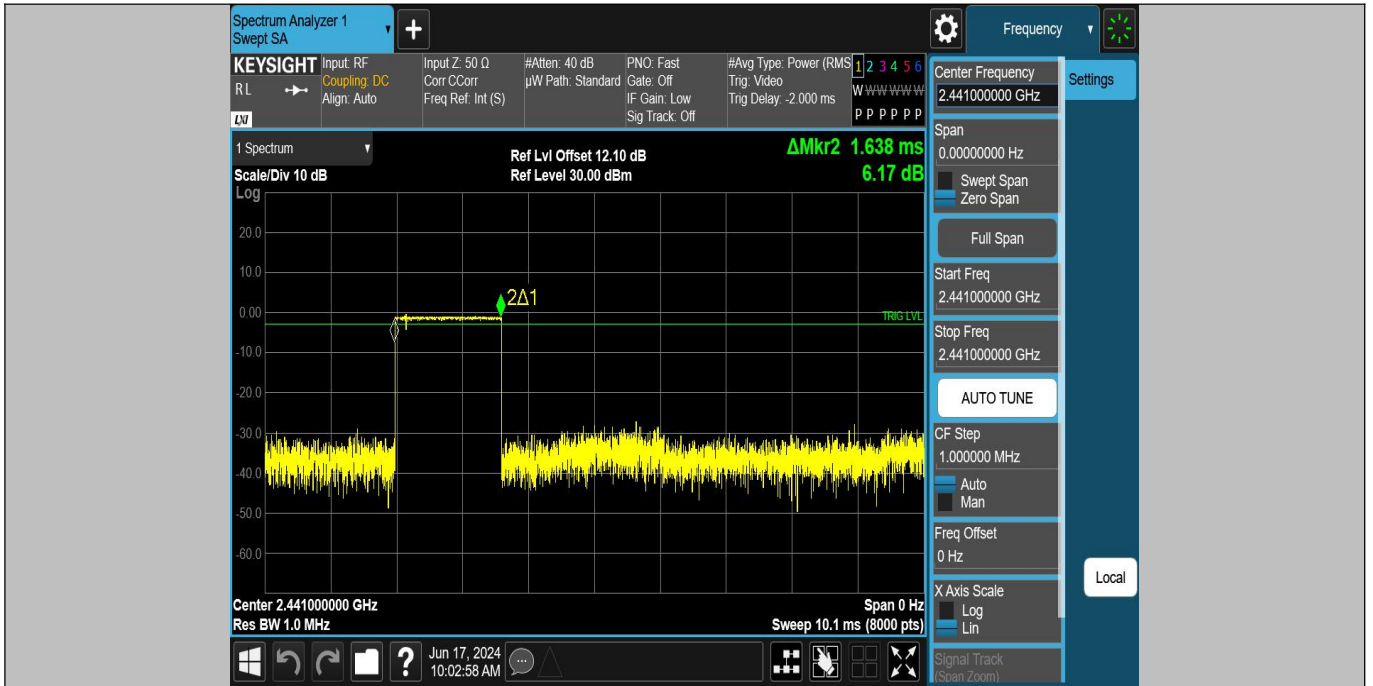 Spectrum Analyzer 1
Swept SA
+
Frequency
KEYSIGHT
RL
LXI
Input: RF
Coupling: DC
Align: Auto
Input Z: 50 Ω
Corr CCorr
Freq Ref: Int (S)
#Atten: 40 dB
µW Path: Standard
PNO: Fast
Gate: Off
IF Gain: Low
Sig Track: Off
#Avg Type: Power (RMS
Trig: Video
Trig Delay: -2.000 ms
1 2 3 4 5 6
W W W W W W
P P P P P P
1 Spectrum
Scale/Div 10 dB
Ref Lvl Offset 12.10 dB
Ref Level 30.00 dBm
ΔMkr2 1.638 ms
6.17 dB
Log
20.0
10.0
0.00
-10.0
-20.0
-30.0
-40.0
-50.0
-60.0
2Δ1
TRIG LVL
Center 2.441000000 GHz
Res BW 1.0 MHz
Span 0 Hz
Sweep 10.1 ms (8000 pts)
Center Frequency
2.441000000 GHz
Settings
Span
0.00000000 Hz
Swept Span
Zero Span
Full Span
Start Freq
2.441000000 GHz
Stop Freq
2.441000000 GHz
AUTO TUNE
CF Step
1.000000 MHz
Auto
Man
Freq Offset
0 Hz
Local
X Axis Scale
Log
Lin
Signal Track
(Span Zoom)
?
Jun 17, 2024
10:02:58 AM